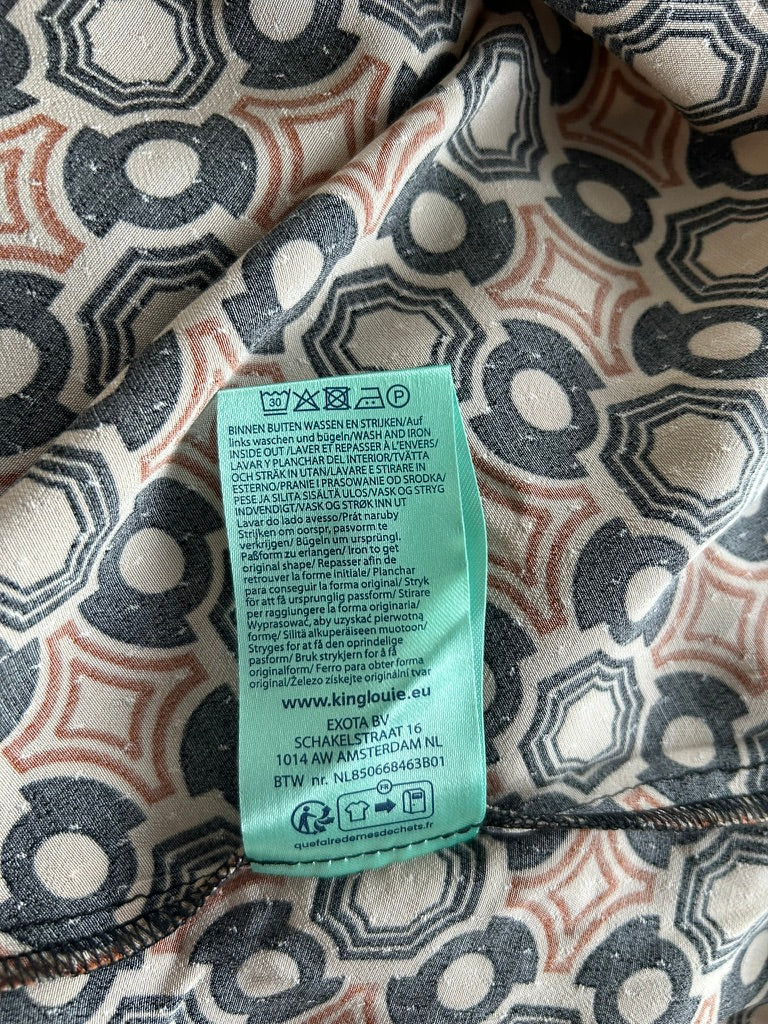 30 P
BINNEN BUITEN WASSEN EN STRIJKEN/Auf
links waschen und bügeln/WASH AND IRON
INSIDE OUT /LAVER ET REPASSER À L'ENVERS/
LAVAR Y PLANCHAR DEL INTERIOR/TVÄTTA
OCH STRÄK IN UTAN/LAVARE E STIRARE IN
ESTERNO/PRANIE I PRASOWANIE OD SRODKA/
PESE JA SILITA SISÄLTÄ ULOS/VASK OG STRYG
INDVENDIGT/VASK OG STRØK INN UT
Lavar do lado avesso/Prát naruby
Strijken om oorspr. pasvorm te
verkrijgen/ Bügeln um ursprüngl.
Paßform zu erlangen/ Iron to get
original shape/ Repasser afin de
retrouver la forme initiale/ Planchar
para conseguir la forma original/ Stryk
för att få ursprunglig passform/ Stirare
per raggiungere la forma originaria/
Wyprasować, aby uzyskać pierwotną
formę/ Silitä alkuperäiseen muotoon/
Stryges for at få den oprindelige
pasform/ Bruk strykjern for å få
originalform/ Ferro para obter forma
original/Železo získejte originální tvar
www.kinglouie.eu
EXOTA BV
SCHAKELSTRAAT 16
1014 AW AMSTERDAM NL
BTW nr. NL850668463B01
FR
quefairedemesdechets.fr